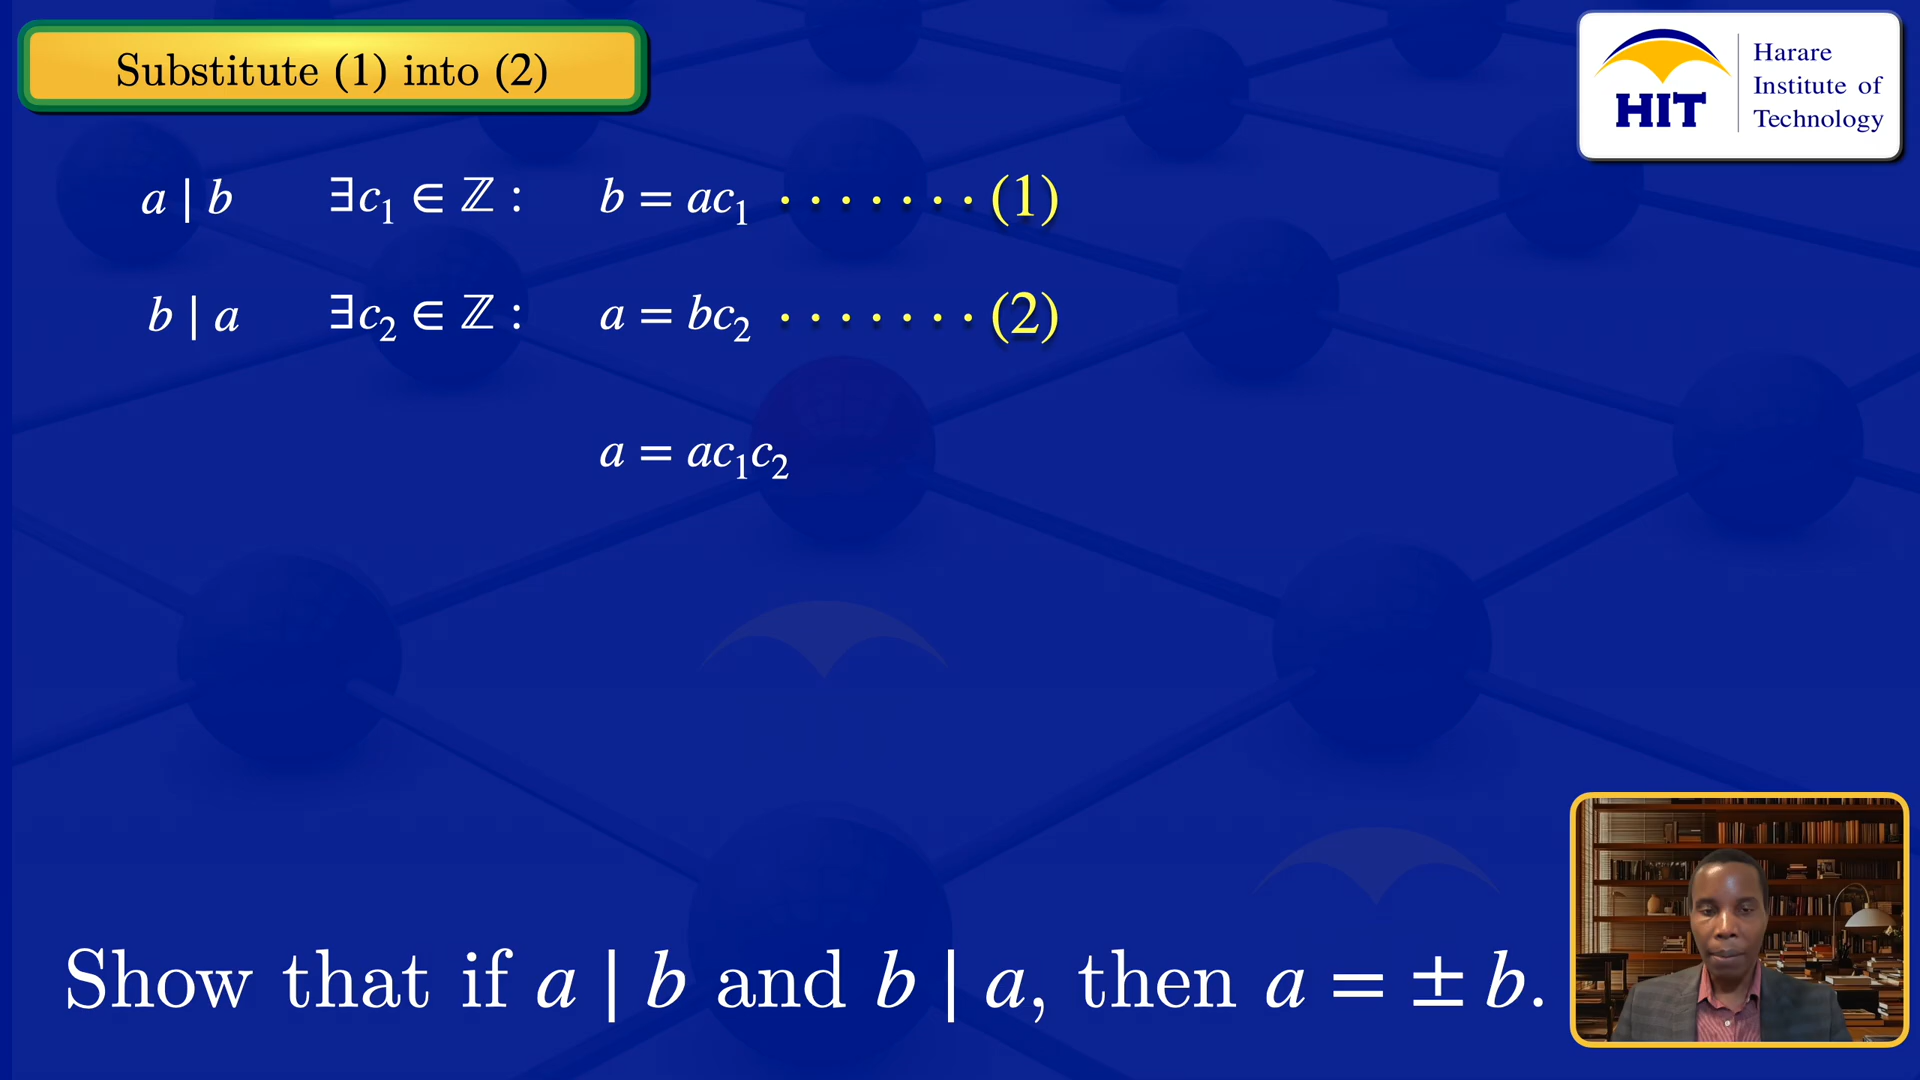 Substitute (1) into (2)
HIT
Harare
Institute of
Technology
a | b ∃c₁ ∈ ℤ : b = ac₁ · · · · · · · (1)
b | a ∃c₂ ∈ ℤ : a = bc₂ · · · · · · · (2)
a = ac₁c₂
Show that if a | b and b | a, then a = ± b.